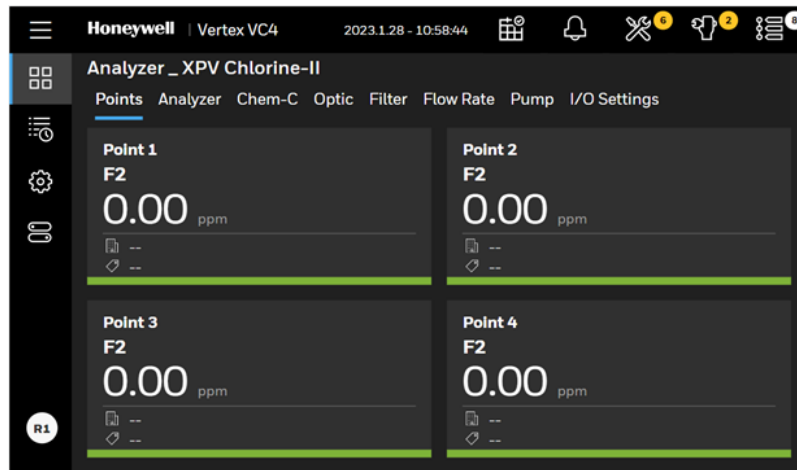 Honeywell | Vertex VC4 2023.1.28 - 10:58:44 6 2 8
Analyzer _ XPV Chlorine-II
Points Analyzer Chem-C Optic Filter Flow Rate Pump I/O Settings
Point 1
F2
0.00 ppm
--
--
Point 2
F2
0.00 ppm
--
--
Point 3
F2
0.00 ppm
--
--
Point 4
F2
0.00 ppm
--
--
R1